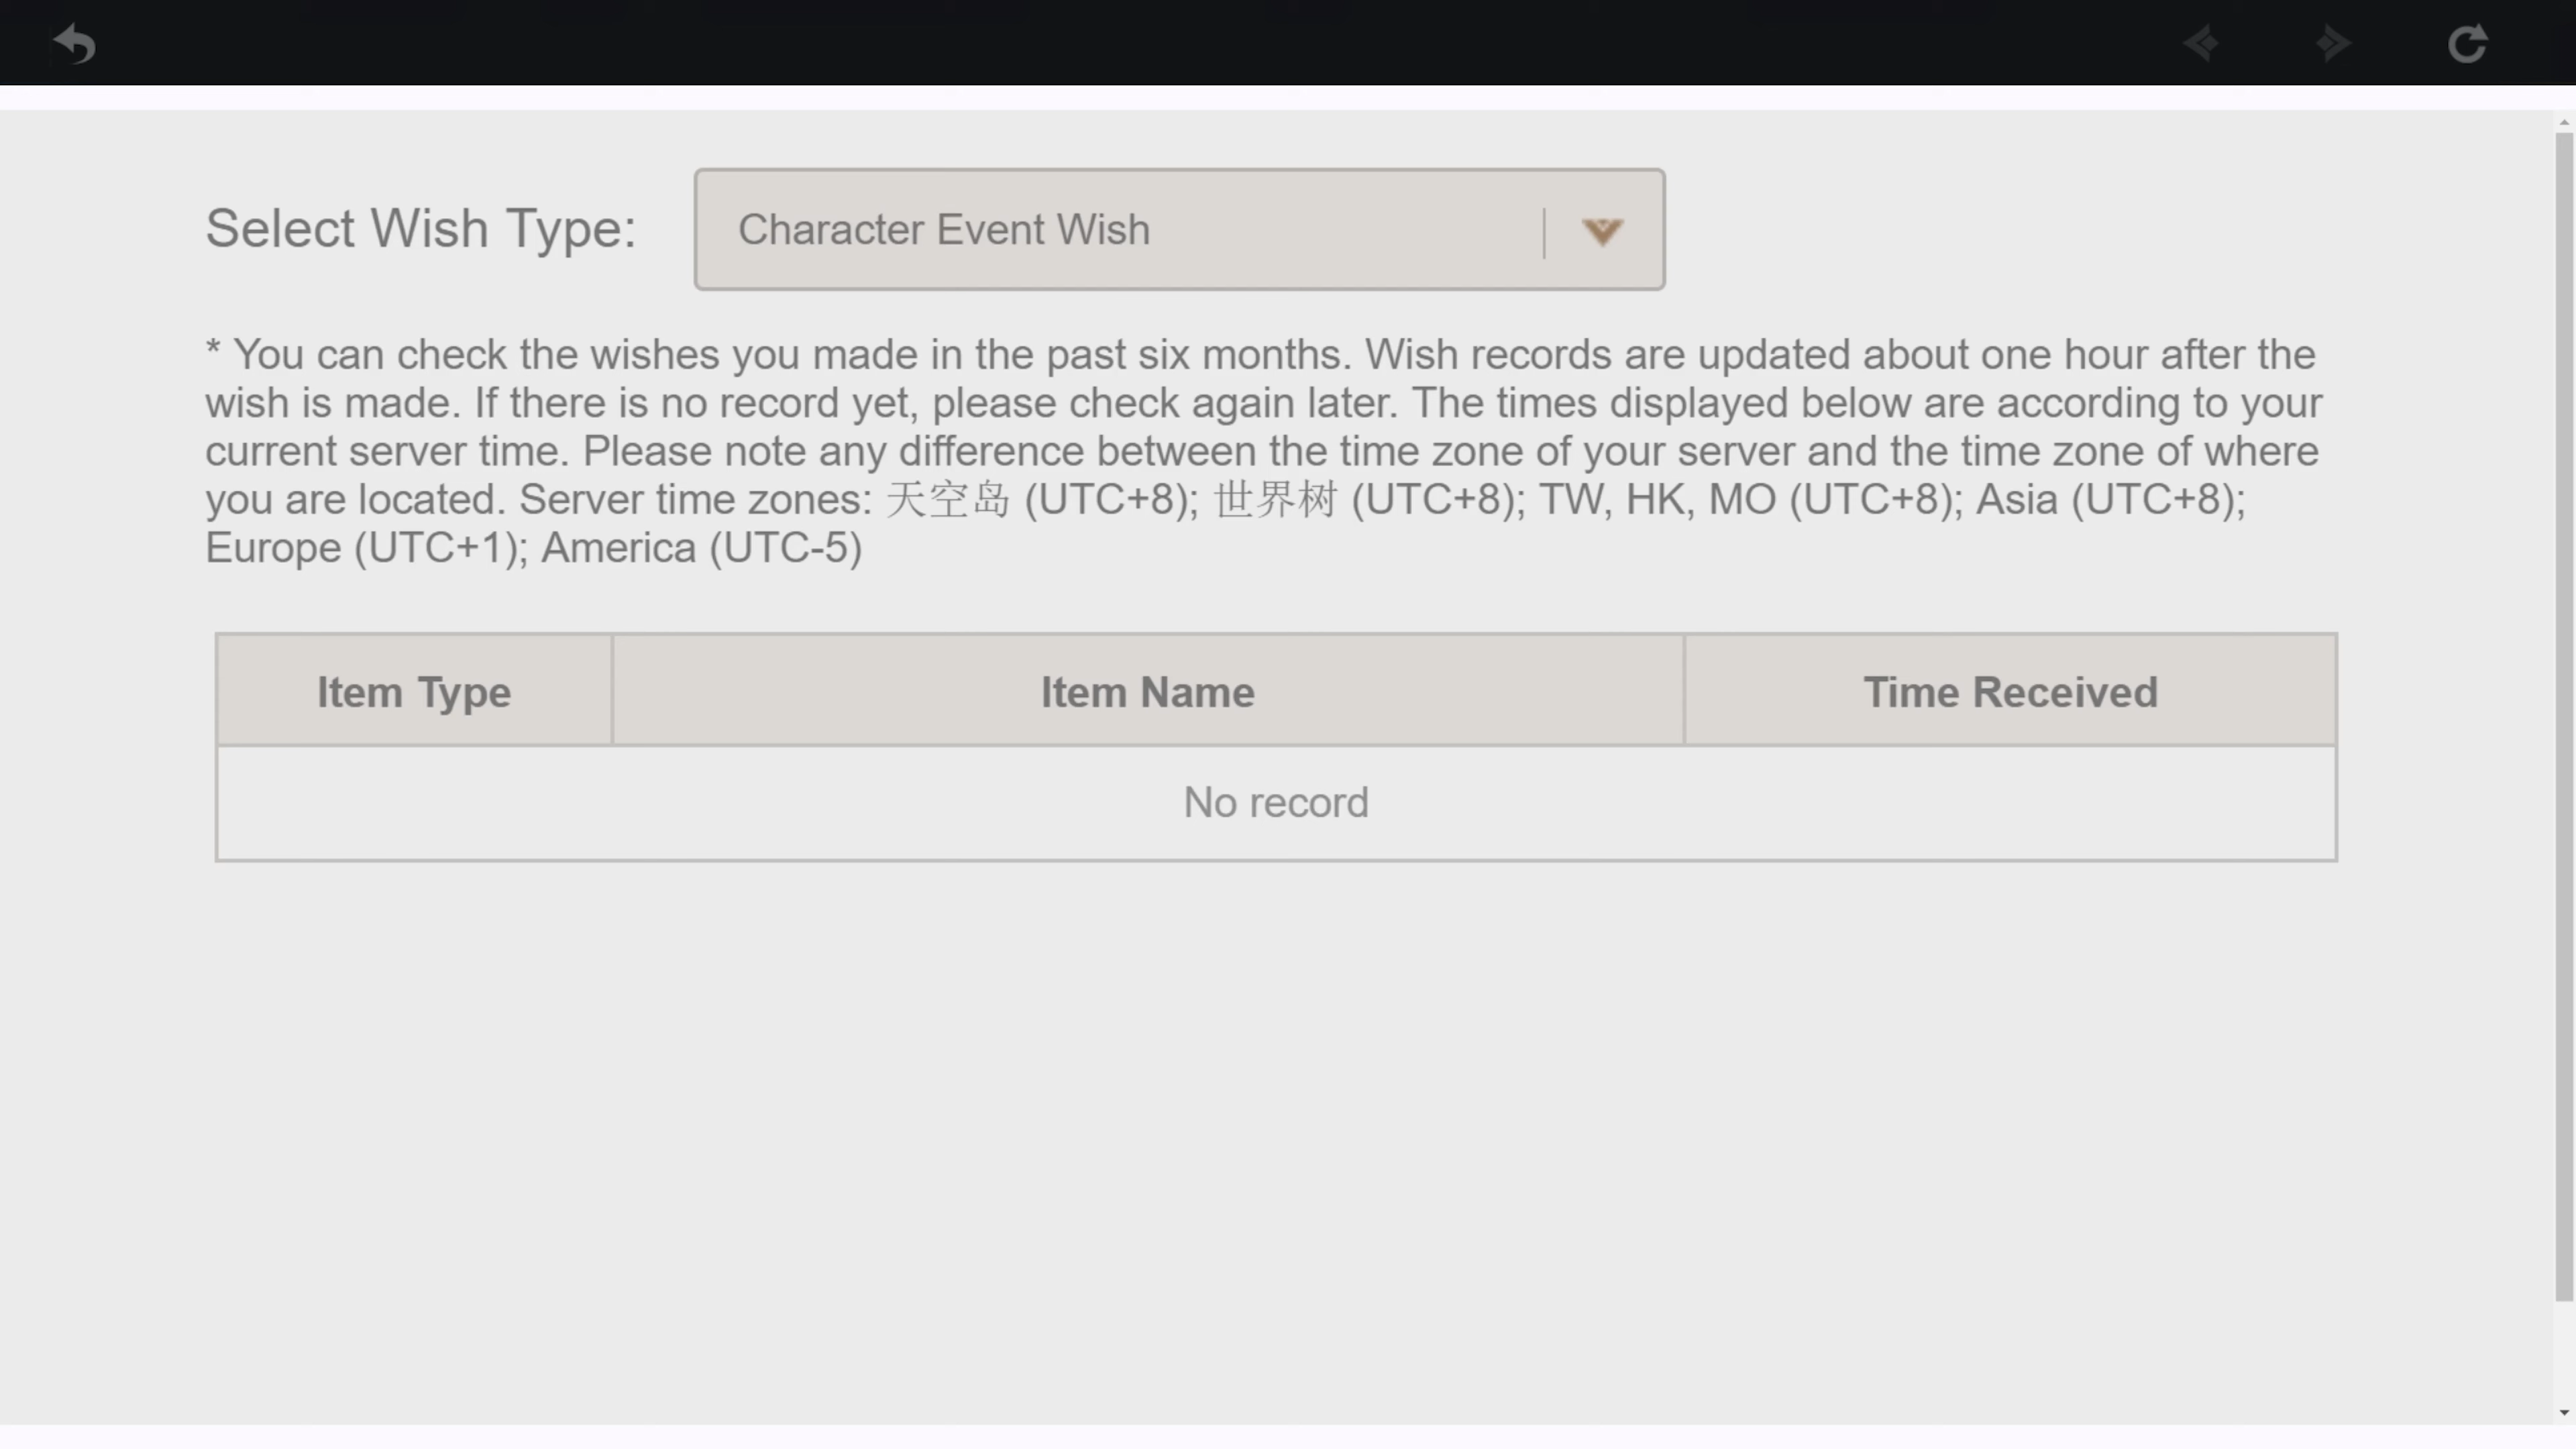 Select Wish Type:
Character Event Wish
* You can check the wishes you made in the past six months. Wish records are updated about one hour after the
wish is made. If there is no record yet, please check again later. The times displayed below are according to your
current server time. Please note any difference between the time zone of your server and the time zone of where
you are located. Server time zones: 天空岛 (UTC+8); 世界树 (UTC+8); TW, HK, MO (UTC+8); Asia (UTC+8);
Europe (UTC+1); America (UTC-5)
Item Type
Item Name
Time Received
No record